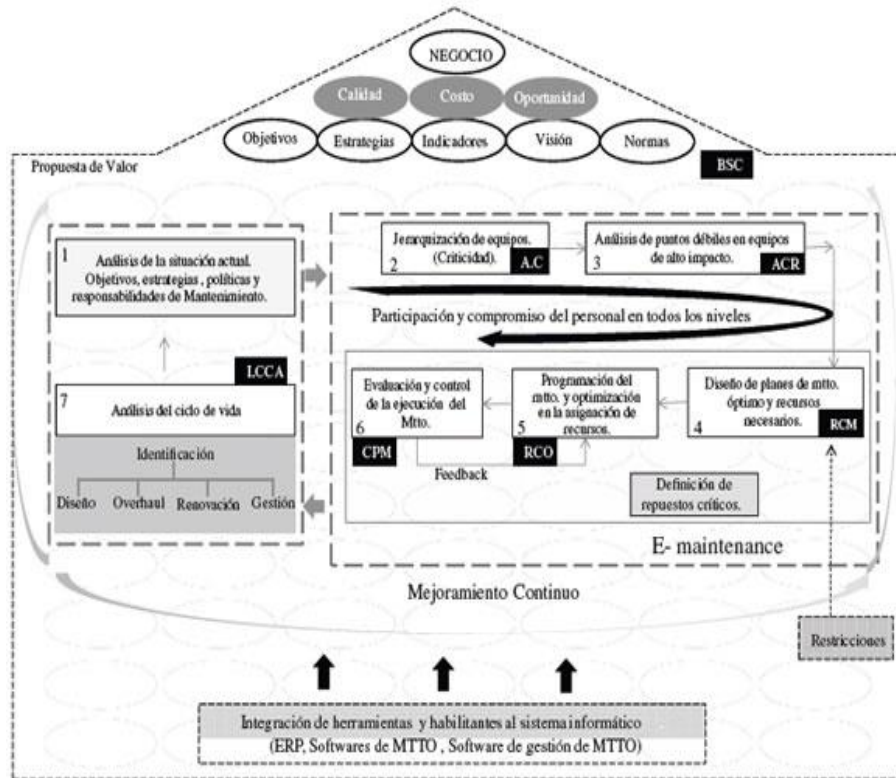 NEGOCIO
Calidad
Costo
Oportunidad
Objetivos
Estrategias
Indicadores
Visión
Normas
Propuesta de Valor
BSC
1
Análisis de la situación actual.
Objetivos, estrategias , políticas y
responsabilidades de Mantenimiento.
Jerarquización de equipos.
(Criticidad).
2
A.C
Análisis de puntos débiles en equipos
de alto impacto.
3
ACR
Participación y compromiso del personal en todos los niveles
LCCA
7
Análisis del ciclo de vida
Identificación
Diseño
Overhaul
Renovación
Gestión
Evaluación y control
de la ejecución del
Mtto.
6
CPM
Programación del
mtto. y optimización
en la asignación de
recursos.
5
RCO
Diseño de planes de mtto.
óptimo y recursos
necesarios.
4
RCM
Feedback
Definición de
repuestos críticos.
E- maintenance
Mejoramiento Continuo
Restricciones
Integración de herramientas y habilitantes al sistema informático
(ERP, Softwares de MTTO , Software de gestión de MTTO)